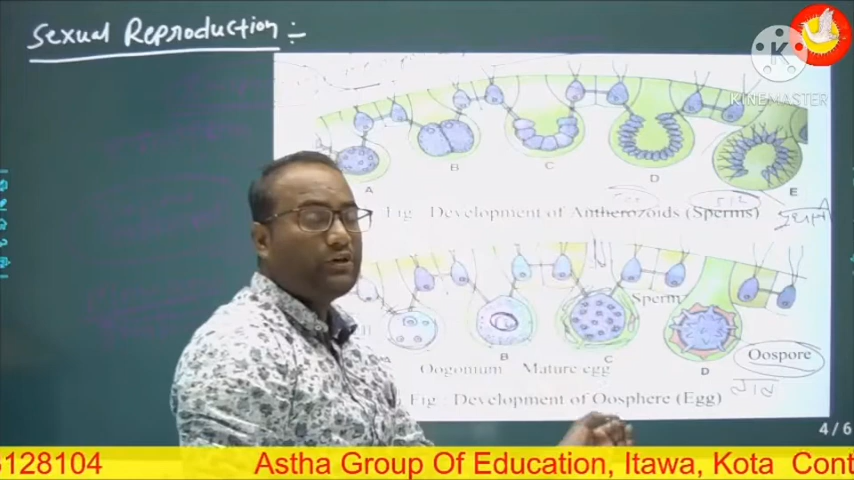 Sexual Reproduction :-
KINEMASTER
A
B
C
D
E
Fig : Development of Antherozoids (Sperms)
Sperm
Oogonium
B
Mature egg
C
D
Oospore
Fig : Development of Oosphere (Egg)
4/6
3128104
Astha Group Of Education, Itawa, Kota
Cont